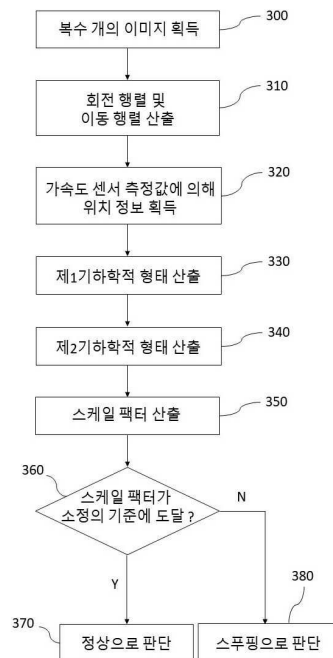 복수 개의 이미지 획득
300
회전 행렬 및
이동 행렬 산출
310
가속도 센서 측정값에 의해
위치 정보 획득
320
제1기하학적 형태 산출
330
제2기하학적 형태 산출
340
스케일 팩터 산출
350
360
스케일 팩터가
소정의 기준에 도달 ?
N
Y
370
정상으로 판단
380
스푸핑으로 판단